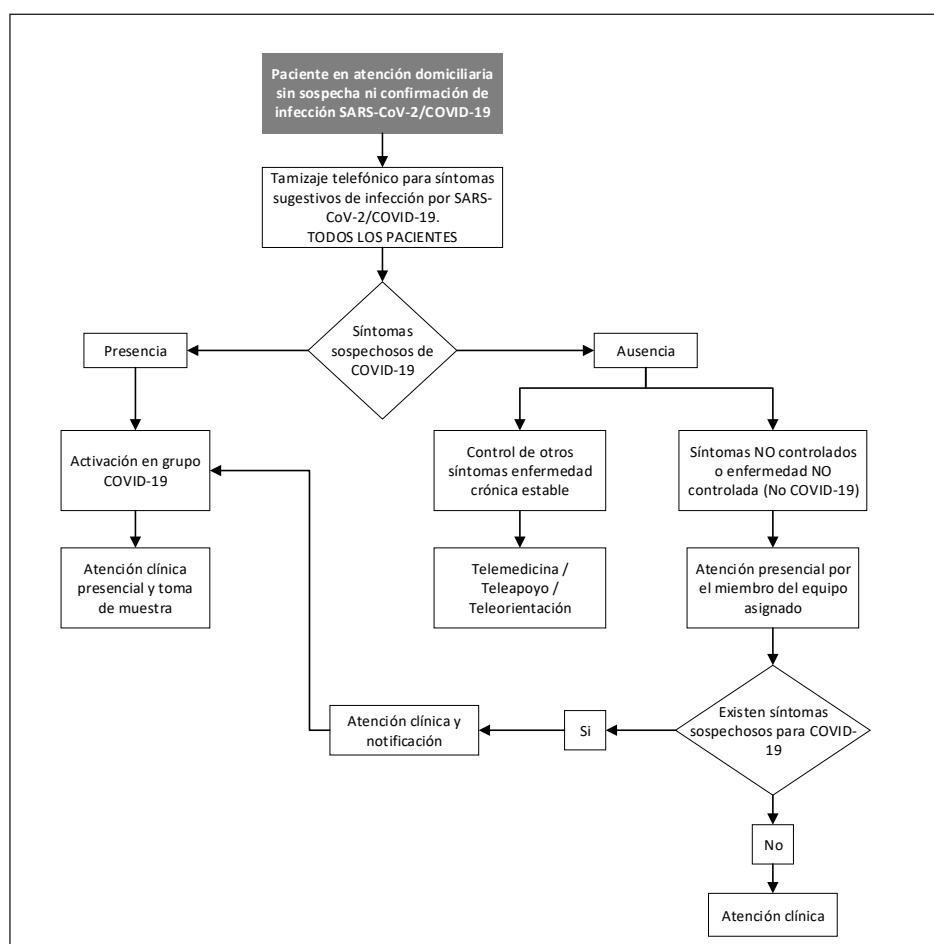 Paciente en atención domiciliaria
sin sospecha ni confirmación de
infección SARS-CoV-2/COVID-19
Tamizaje telefónico para síntomas
sugestivos de infección por SARS-
CoV-2/COVID-19.
TODOS LOS PACIENTES
Síntomas
sospechosos de
COVID-19
Presencia
Ausencia
Activación en grupo
COVID-19
Control de otros
síntomas enfermedad
crónica estable
Síntomas NO controlados
o enfermedad NO
controlada (No COVID-19)
Atención clínica
presencial y toma
de muestra
Telemedicina /
Teleapoyo /
Teleorientación
Atención presencial por
el miembro del equipo
asignado
Existen síntomas
sospechosos para COVID-
19
Si
Atención clínica y
notificación
No
Atención clínica